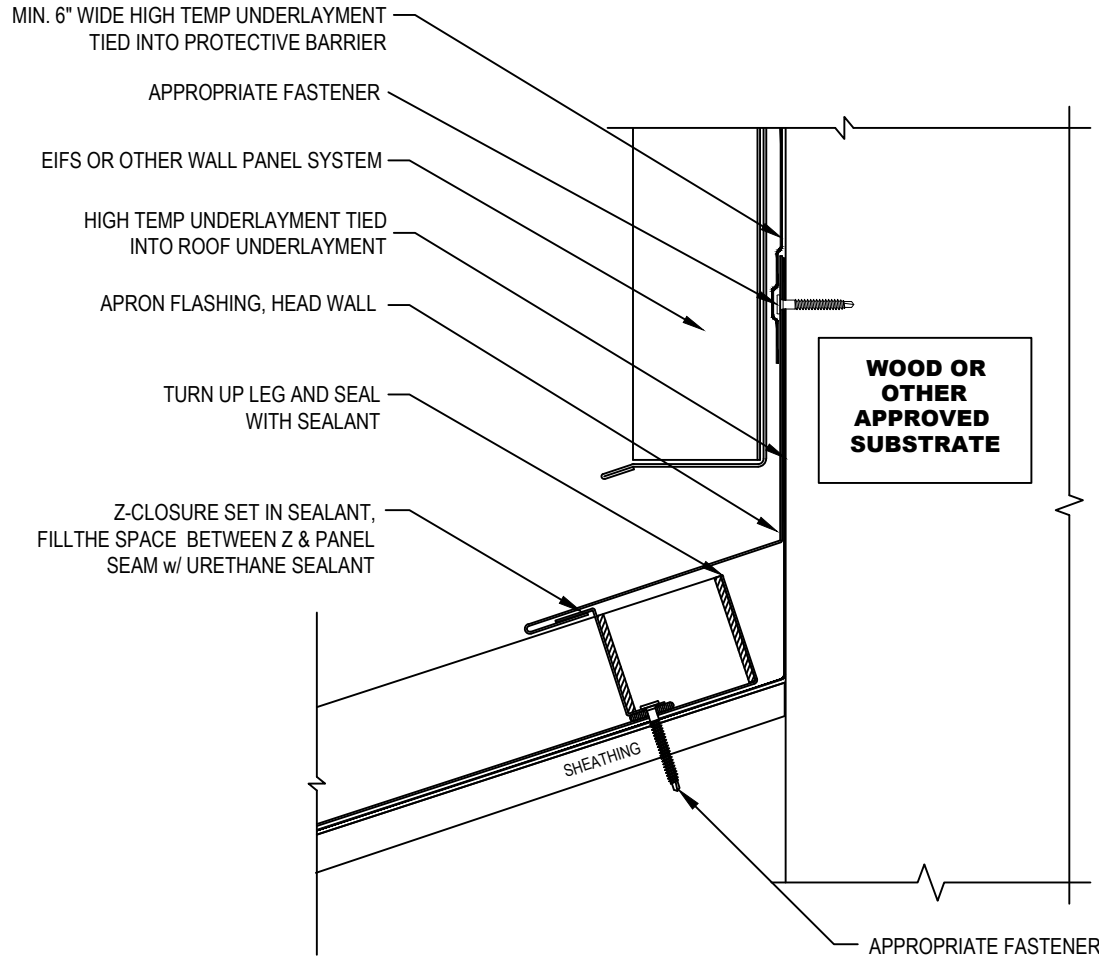 MIN. 6" WIDE HIGH TEMP UNDERLAYMENT
TIED INTO PROTECTIVE BARRIER
APPROPRIATE FASTENER
EIFS OR OTHER WALL PANEL SYSTEM
HIGH TEMP UNDERLAYMENT TIED
INTO ROOF UNDERLAYMENT
APRON FLASHING, HEAD WALL
TURN UP LEG AND SEAL
WITH SEALANT
Z-CLOSURE SET IN SEALANT,
FILLTHE SPACE BETWEEN Z & PANEL
SEAM w/ URETHANE SEALANT
WOOD OR
OTHER
APPROVED
SUBSTRATE
SHEATHING
APPROPRIATE FASTENER